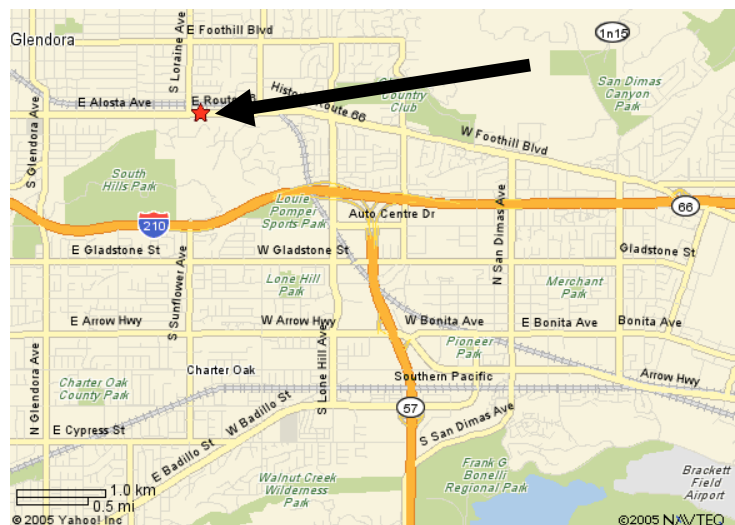 Glendora
E Foothill Blvd
1n15
S Loraine Ave
San Dimas
Canyon
Park
E Alosta Ave
E Route 6
Historic Route 66
Country
Club
W Foothill Blvd
S Glendora Ave
South
Hills Park
Louie
Pomper
Sports Park
Auto Centre Dr
66
N San Dimas Ave
210
E Gladstone St
W Gladstone St
Gladstone St
S Sunflower Ave
Lone Hill
Park
Merchant
Park
E Arrow Hwy
W Arrow Hwy
W Bonita Ave
E Bonita Ave
Bonita Ave
Pioneer
Park
N Glendora Ave
S Lone Hill Ave
Charter Oak
Charter Oak
County Park
Southern Pacific
Arrow Hwy
57
W Badillo St
E Cypress St
S San Dimas Ave
E Badillo St
Walnut Creek
Wilderness
Park
Frank G
Bonelli
Regional Park
Brackett
Field
Airport
1.0 km
0.5 mi
©2005 Yahoo! Inc
©2005 NAVTEQ